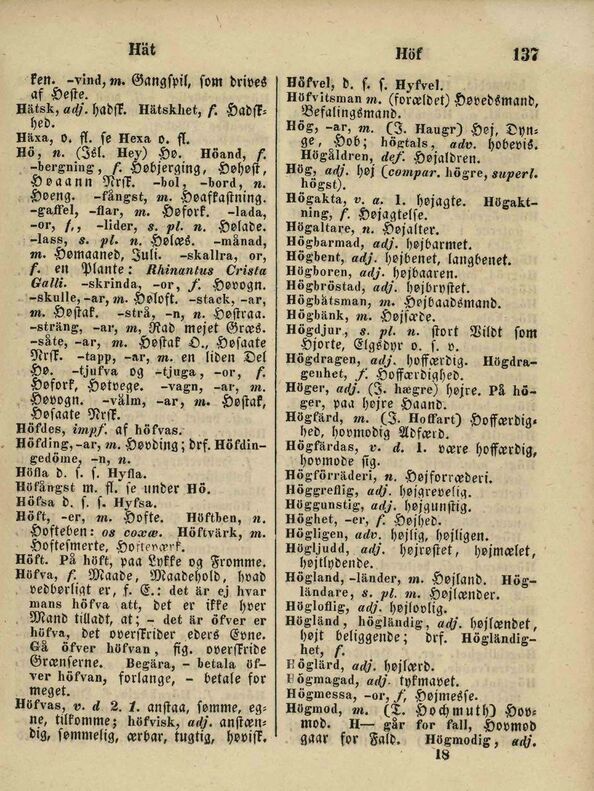 Hät
Höf
137
ken. -vind, m. Gangspil, som drives
af Heste.
Hätsk, adj. hadsk. Hätskhet, f. Hadsk-
hed.
Häxa, o. fl. se Hexa o. fl.
Hö, n. (Isl. Hey) Hø. Höand, f.
-bergning, f. Høbjerging, Høhøst,
Høaann Nrsk. -bol, -bord, n.
Høeng. -fångst, m. Høafkastning.
-gaffel, -flar, m. Høfork. -lada,
-or, f., -lider, s. pl. n. Hølade.
-lass, s. pl. n. Hølæs. -månad,
m. Hømaaned, Juli. -skallra, or,
f. en Plante: Rhinantus Crista
Galli. -skrinda, -or, f. Høvogn.
-skulle, -ar, m. Høloft. -stack, -ar,
m. Høstak. -strå, -n, n. Høstraa.
-sträng, -ar, m, Rad mejet Græs.
-såte, -ar, m. Høstak O., Høsaate
Nrsk. -tapp, -ar, m. en liden Del
Hø. -tjufva og -tjuga, -or, f.
Høfork, Høtvege. -vagn, -ar, m.
Høvogn. -välm, -ar, m. Høstak,
Høsaate Nrsk.
Höfdes, impf. af höfvas.
Höfding, -ar, m. Høvding; drf. Höfdin-
gedöme, -n, n.
Höfla d. s. s. Hyfla.
Höfångst m. fl. se under Hö.
Höfsa d. s. s. Hyfsa.
Höft, -er, m. Hofte. Höftben, n.
Hofteben: os coxæ. Höftvärk, m.
Hoftesmerte, Hofteværk.
Höft. På höft, paa Lykke og Fromme.
Höfva, f. Maade, Maadehold, hvad
vedbørligt er, f. E.: det är ej hvar
mans höfva att, det er ikke hver
Mand tilladt, at; - det är öfver er
höfva, det overskrider eders Evne.
Gå öfver höfvan, fig. overskride
Grænserne. Begära, - betala öf-
ver höfvan, forlange, - betale for
meget.
Höfvas, v. d 2. 1. anstaa, sømme, eg-
ne, tilkomme; höfvisk, adj. anstæn-
dig, sømmelig, ærbar, tugtig, høvisk.
Höfvel, d. s. s. Hyfvel.
Höfvitsman m. (forældet) Høvedsmand,
Befalingsmand.
Hög, -ar, m. (J. Haugr) Høj, Dyn-
ge, Hob; högtals, adv. hobevis.
Högåldren, def. Højaldren.
Hög, adj. høj (compar. högre, superl.
högst).
Högakta, v. a. 1. højagte. Högakt-
ning, f. Højagtelse.
Högaltare, n. Højalter.
Högbarmad, adj. højbarmet.
Högbent, adj. højbenet, langbenet.
Högboren, adj. højbaaren.
Högbröstad, adj. højbrystet.
Högbåtsman, m. Højbaadsmand.
Högbänk, m. Højsæde.
Högdjur, s. pl. n. stort Vildt som
Hjorte, Elgsdyr o. s. v.
Högdragen, adj. hoffærdig. Högdra-
genhet, f. Hoffærdighed.
Höger, adj. (J. hægre) højre. På hö-
ger, paa højre Haand.
Högfärd, m. (J. Hoffart) Hoffærdig-
hed, hovmodig Adfærd.
Högfärdas, v. d. 1. være hoffærdig,
hovmode sig.
Högförräderi, n. Højforræderi.
Höggreflig, adj. højgrevelig.
Höggunstig, adj. højgunstig.
Höghet, -er, f. Højhed.
Högligen, adv. højlig, højligen.
Högljudd, adj. højrøstet, højmælet,
højtlydende.
Högland, -länder, m. Højland. Hög-
ländare, s. pl. m. Højlænder.
Högloflig, adj. højlovlig.
Högländ, högländig, adj. højlændet,
højt beliggende; drf. Högländig-
het, f.
Höglärd, adj. højlærd.
Högmagad, adj. tykmavet.
Högmessa, -or, f, Højmesse.
Högmod, m. (T. Hochmuth) Hov-
mod. H— går for fall, Hovmod
gaar for Fald. Högmodig, adj.
18